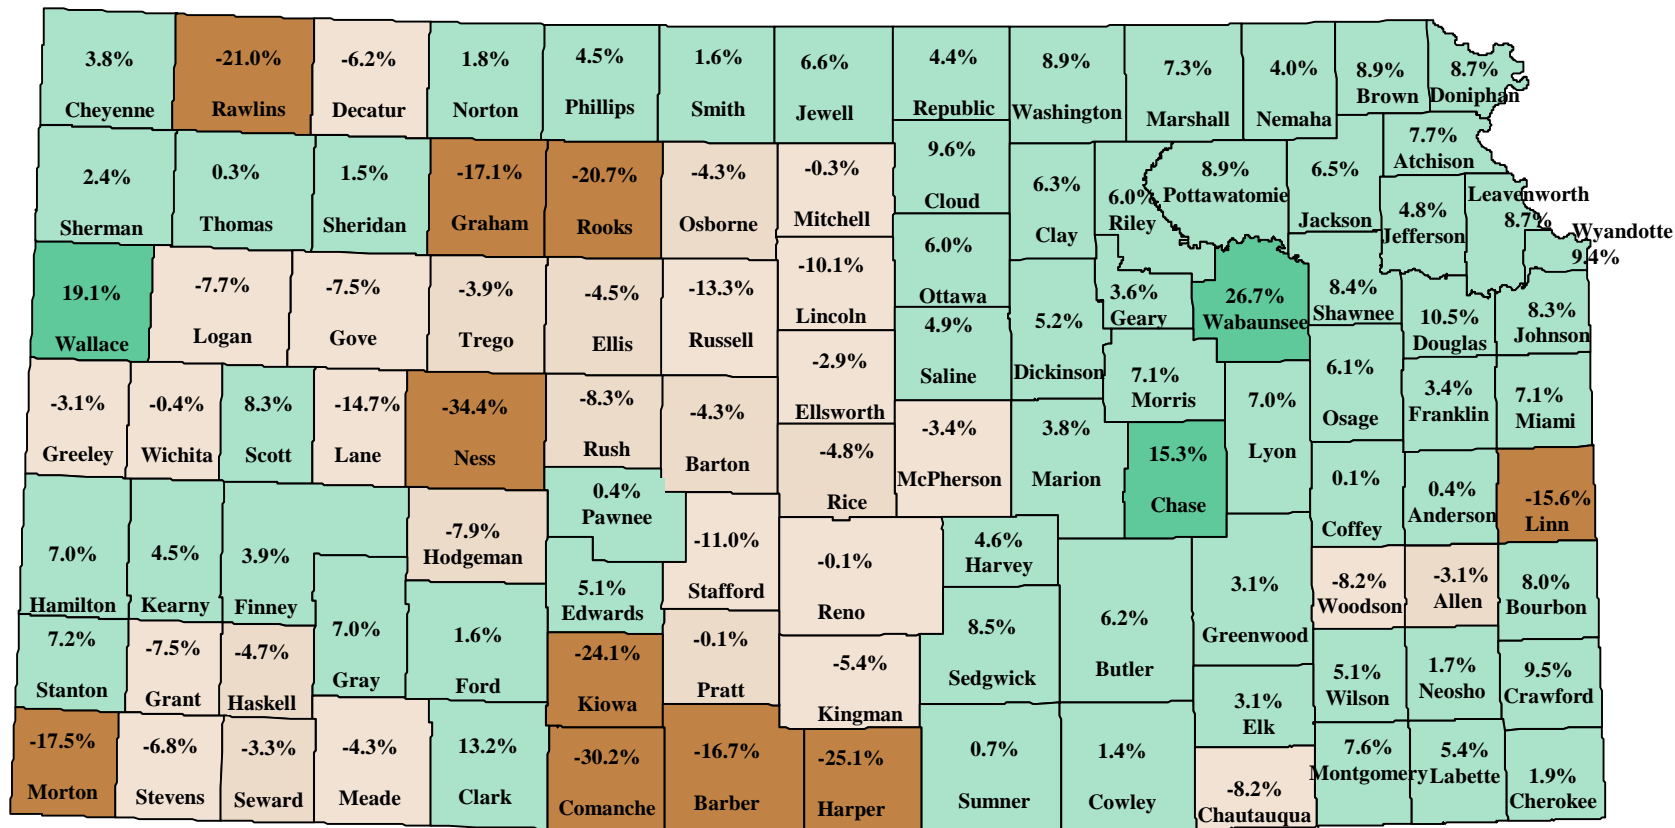 3.8%
Cheyenne
-21.0%
Rawlins
-6.2%
Decatur
1.8%
Norton
4.5%
Phillips
1.6%
Smith
6.6%
Jewell
4.4%
Republic
8.9%
Washington
7.3%
Marshall
4.0%
Nemaha
8.9%
Brown
8.7%
Doniphan
2.4%
Sherman
0.3%
Thomas
1.5%
Sheridan
-17.1%
Graham
-20.7%
Rooks
-4.3%
Osborne
-0.3%
Mitchell
9.6%
Cloud
6.3%
Clay
6.0%
Riley
8.9%
Pottawatomie
6.5%
Jackson
7.7%
Atchison
4.8%
Jefferson
Leavenworth
8.7%
Wyandotte
9.4%
19.1%
Wallace
-7.7%
Logan
-7.5%
Gove
-3.9%
Trego
-4.5%
Ellis
-13.3%
Russell
-10.1%
Lincoln
6.0%
Ottawa
4.9%
Saline
5.2%
Dickinson
3.6%
Geary
26.7%
Wabaunsee
8.4%
Shawnee
10.5%
Douglas
8.3%
Johnson
-3.1%
Greeley
-0.4%
Wichita
8.3%
Scott
-14.7%
Lane
-34.4%
Ness
-8.3%
Rush
-4.3%
Barton
-2.9%
Ellsworth
-4.8%
Rice
-3.4%
McPherson
3.8%
Marion
7.1%
Morris
15.3%
Chase
7.0%
Lyon
6.1%
Osage
3.4%
Franklin
7.1%
Miami
7.0%
Hamilton
4.5%
Kearny
3.9%
Finney
-7.9%
Hodgeman
0.4%
Pawnee
5.1%
Edwards
-11.0%
Stafford
-0.1%
Reno
4.6%
Harvey
6.2%
Butler
3.1%
Greenwood
0.1%
Coffey
0.4%
Anderson
-15.6%
Linn
-8.2%
Woodson
-3.1%
Allen
8.0%
Bourbon
7.2%
Stanton
-7.5%
Grant
-4.7%
Haskell
7.0%
Gray
1.6%
Ford
-24.1%
Kiowa
-0.1%
Pratt
-5.4%
Kingman
8.5%
Sedgwick
3.1%
Elk
5.1%
Wilson
1.7%
Neosho
9.5%
Crawford
-17.5%
Morton
-6.8%
Stevens
-3.3%
Seward
-4.3%
Meade
13.2%
Clark
-30.2%
Comanche
-16.7%
Barber
-25.1%
Harper
0.7%
Sumner
1.4%
Cowley
-8.2%
Chautauqua
7.6%
Montgomery
5.4%
Labette
1.9%
Cherokee